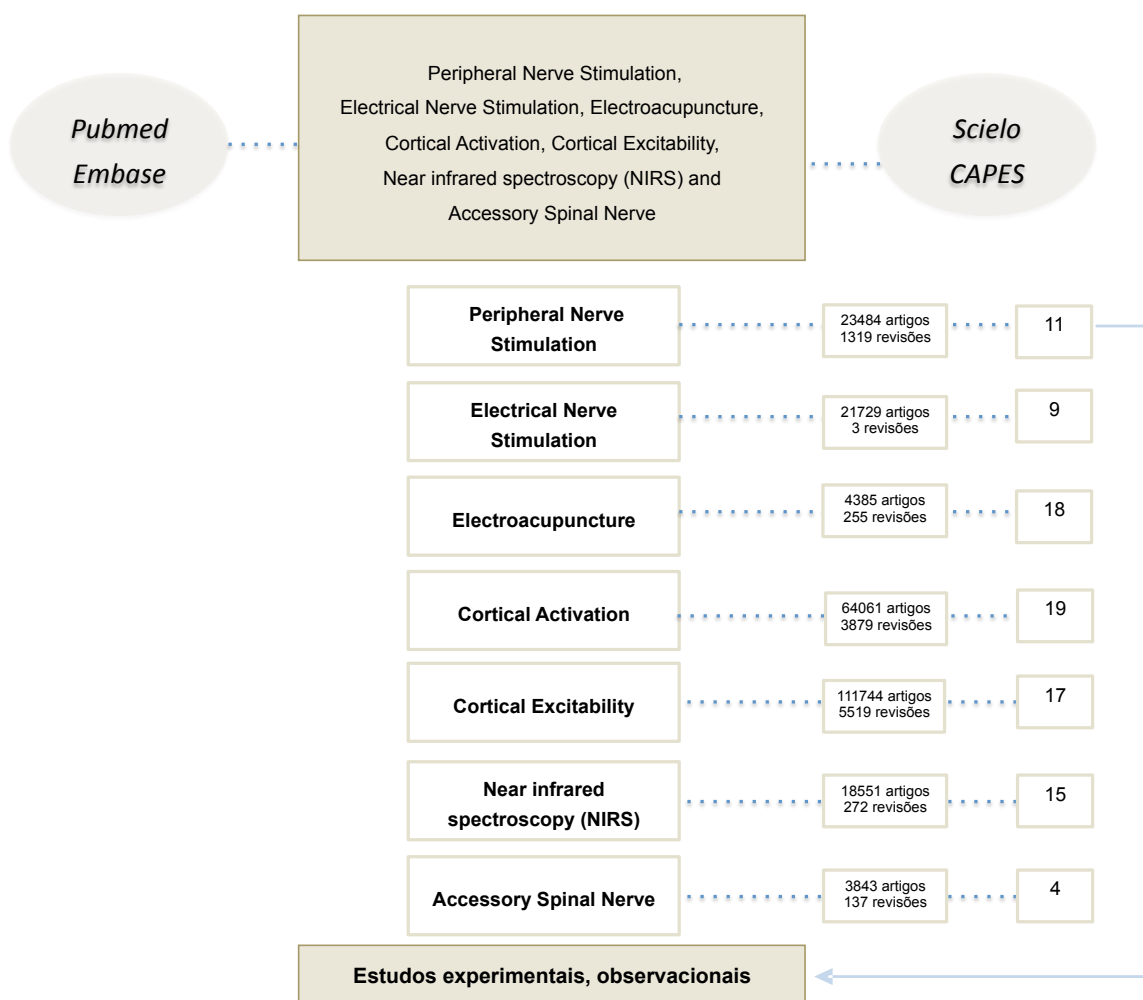 Pubmed
Embase
Peripheral Nerve Stimulation,
Electrical Nerve Stimulation, Electroacupuncture,
Cortical Activation, Cortical Excitability,
Near infrared spectroscopy (NIRS) and
Accessory Spinal Nerve
Scielo
CAPES
Peripheral Nerve
Stimulation
23484 artigos
1319 revisões
11
Electrical Nerve
Stimulation
21729 artigos
3 revisões
9
Electroacupuncture
4385 artigos
255 revisões
18
Cortical Activation
64061 artigos
3879 revisões
19
Cortical Excitability
111744 artigos
5519 revisões
17
Near infrared
spectroscopy (NIRS)
18551 artigos
272 revisões
15
Accessory Spinal Nerve
3843 artigos
137 revisões
4
Estudos experimentais, observacionais